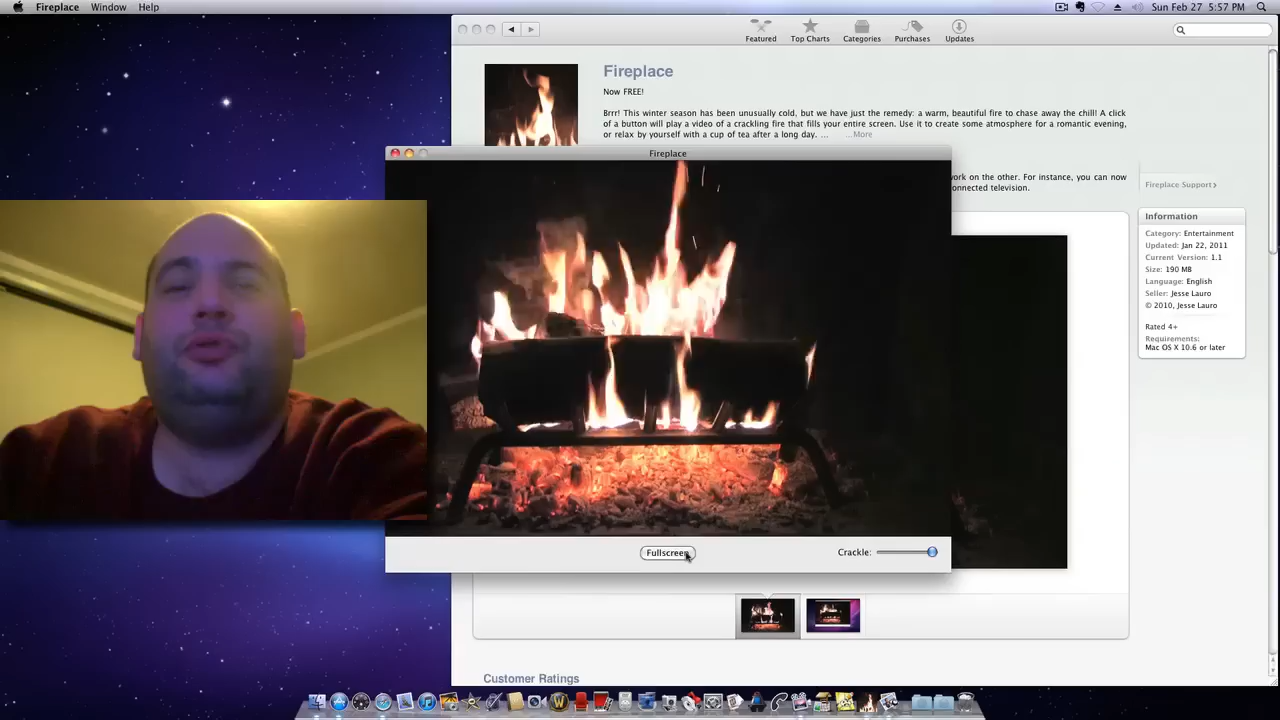 Fireplace Window Help
Sun Feb 27 5:57 PM
Featured Top Charts Categories Purchases Updates
Fireplace
Now FREE!
Brrr! This winter season has been unusually cold, but we have just the remedy: a warm, beautiful fire to chase away the chill! A click
of a button will play a video of a crackling fire that fills your entire screen. Use it to create some atmosphere for a romantic evening,
or relax by yourself with a cup of tea after a long day. ... ...More
Fireplace
work on the other. For instance, you can now
onnected television.
Fireplace Support
Information
Category: Entertainment
Updated: Jan 22, 2011
Current Version: 1.1
Size: 190 MB
Language: English
Seller: Jesse Lauro
© 2010, Jesse Lauro
Rated 4+
Requirements:
Mac OS X 10.6 or later
Fullscreen
Crackle:
Customer Ratings